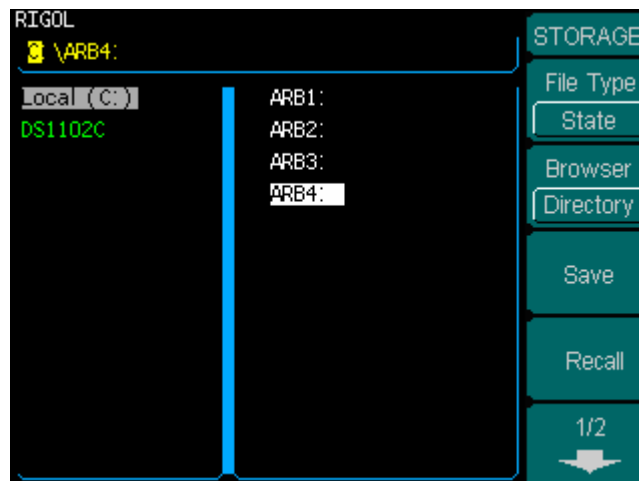 RIGOL
C \ARB4:
Local (C:)
DS1102C
ARB1:
ARB2:
ARB3:
ARB4:
STORAGE
File Type
State
Browser
Directory
Save
Recall
1/2